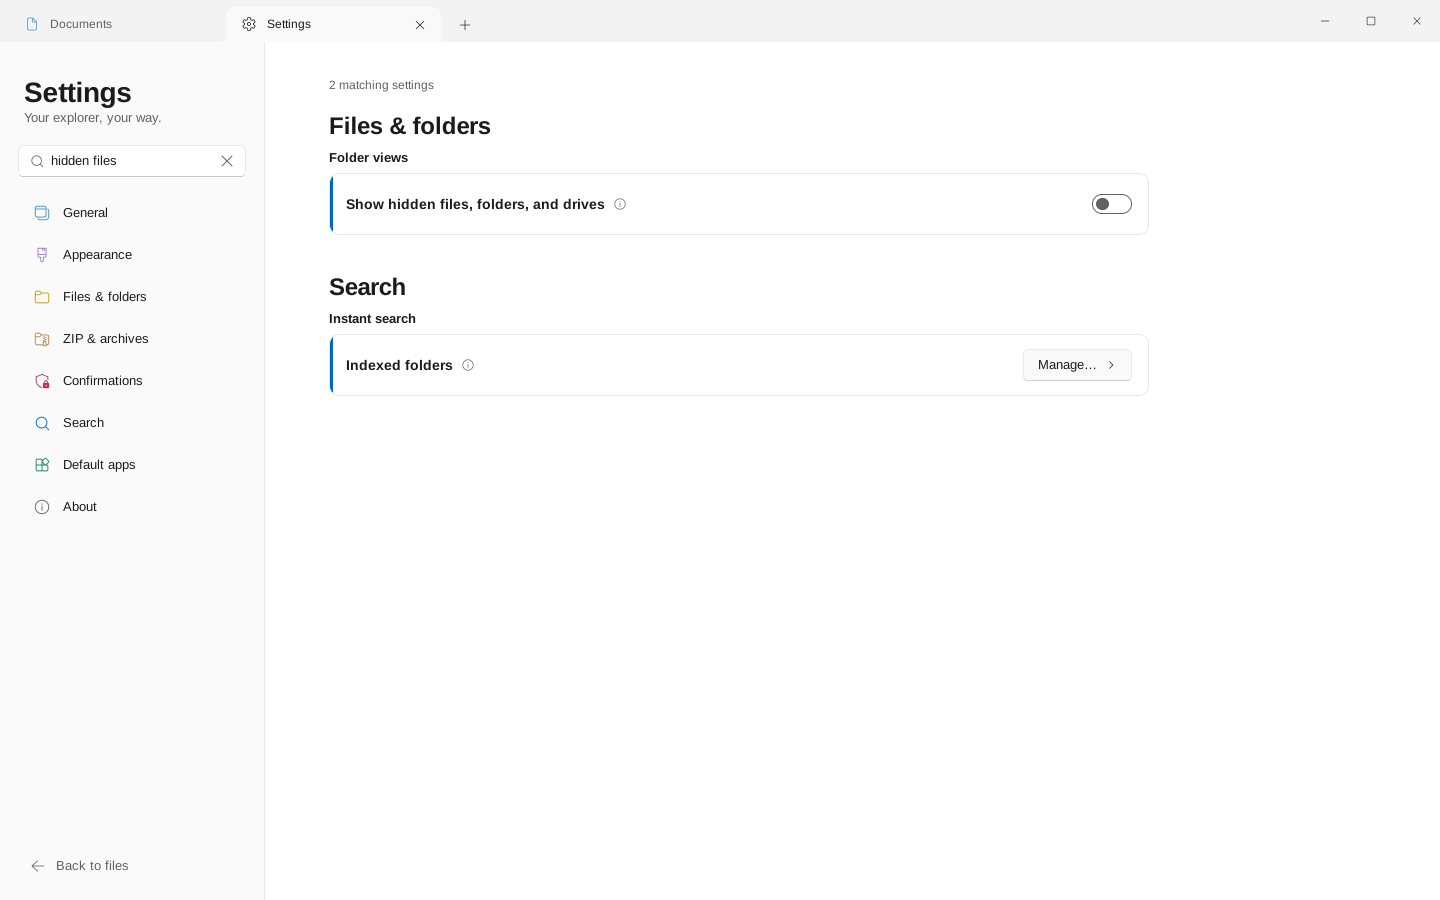 Documents
Settings
Settings
Your explorer, your way.
hidden files
General
Appearance
Files & folders
ZIP & archives
Confirmations
Search
Default apps
About
Back to files
2 matching settings
Files & folders
Folder views
Show hidden files, folders, and drives
Search
Instant search
Indexed folders
Manage…